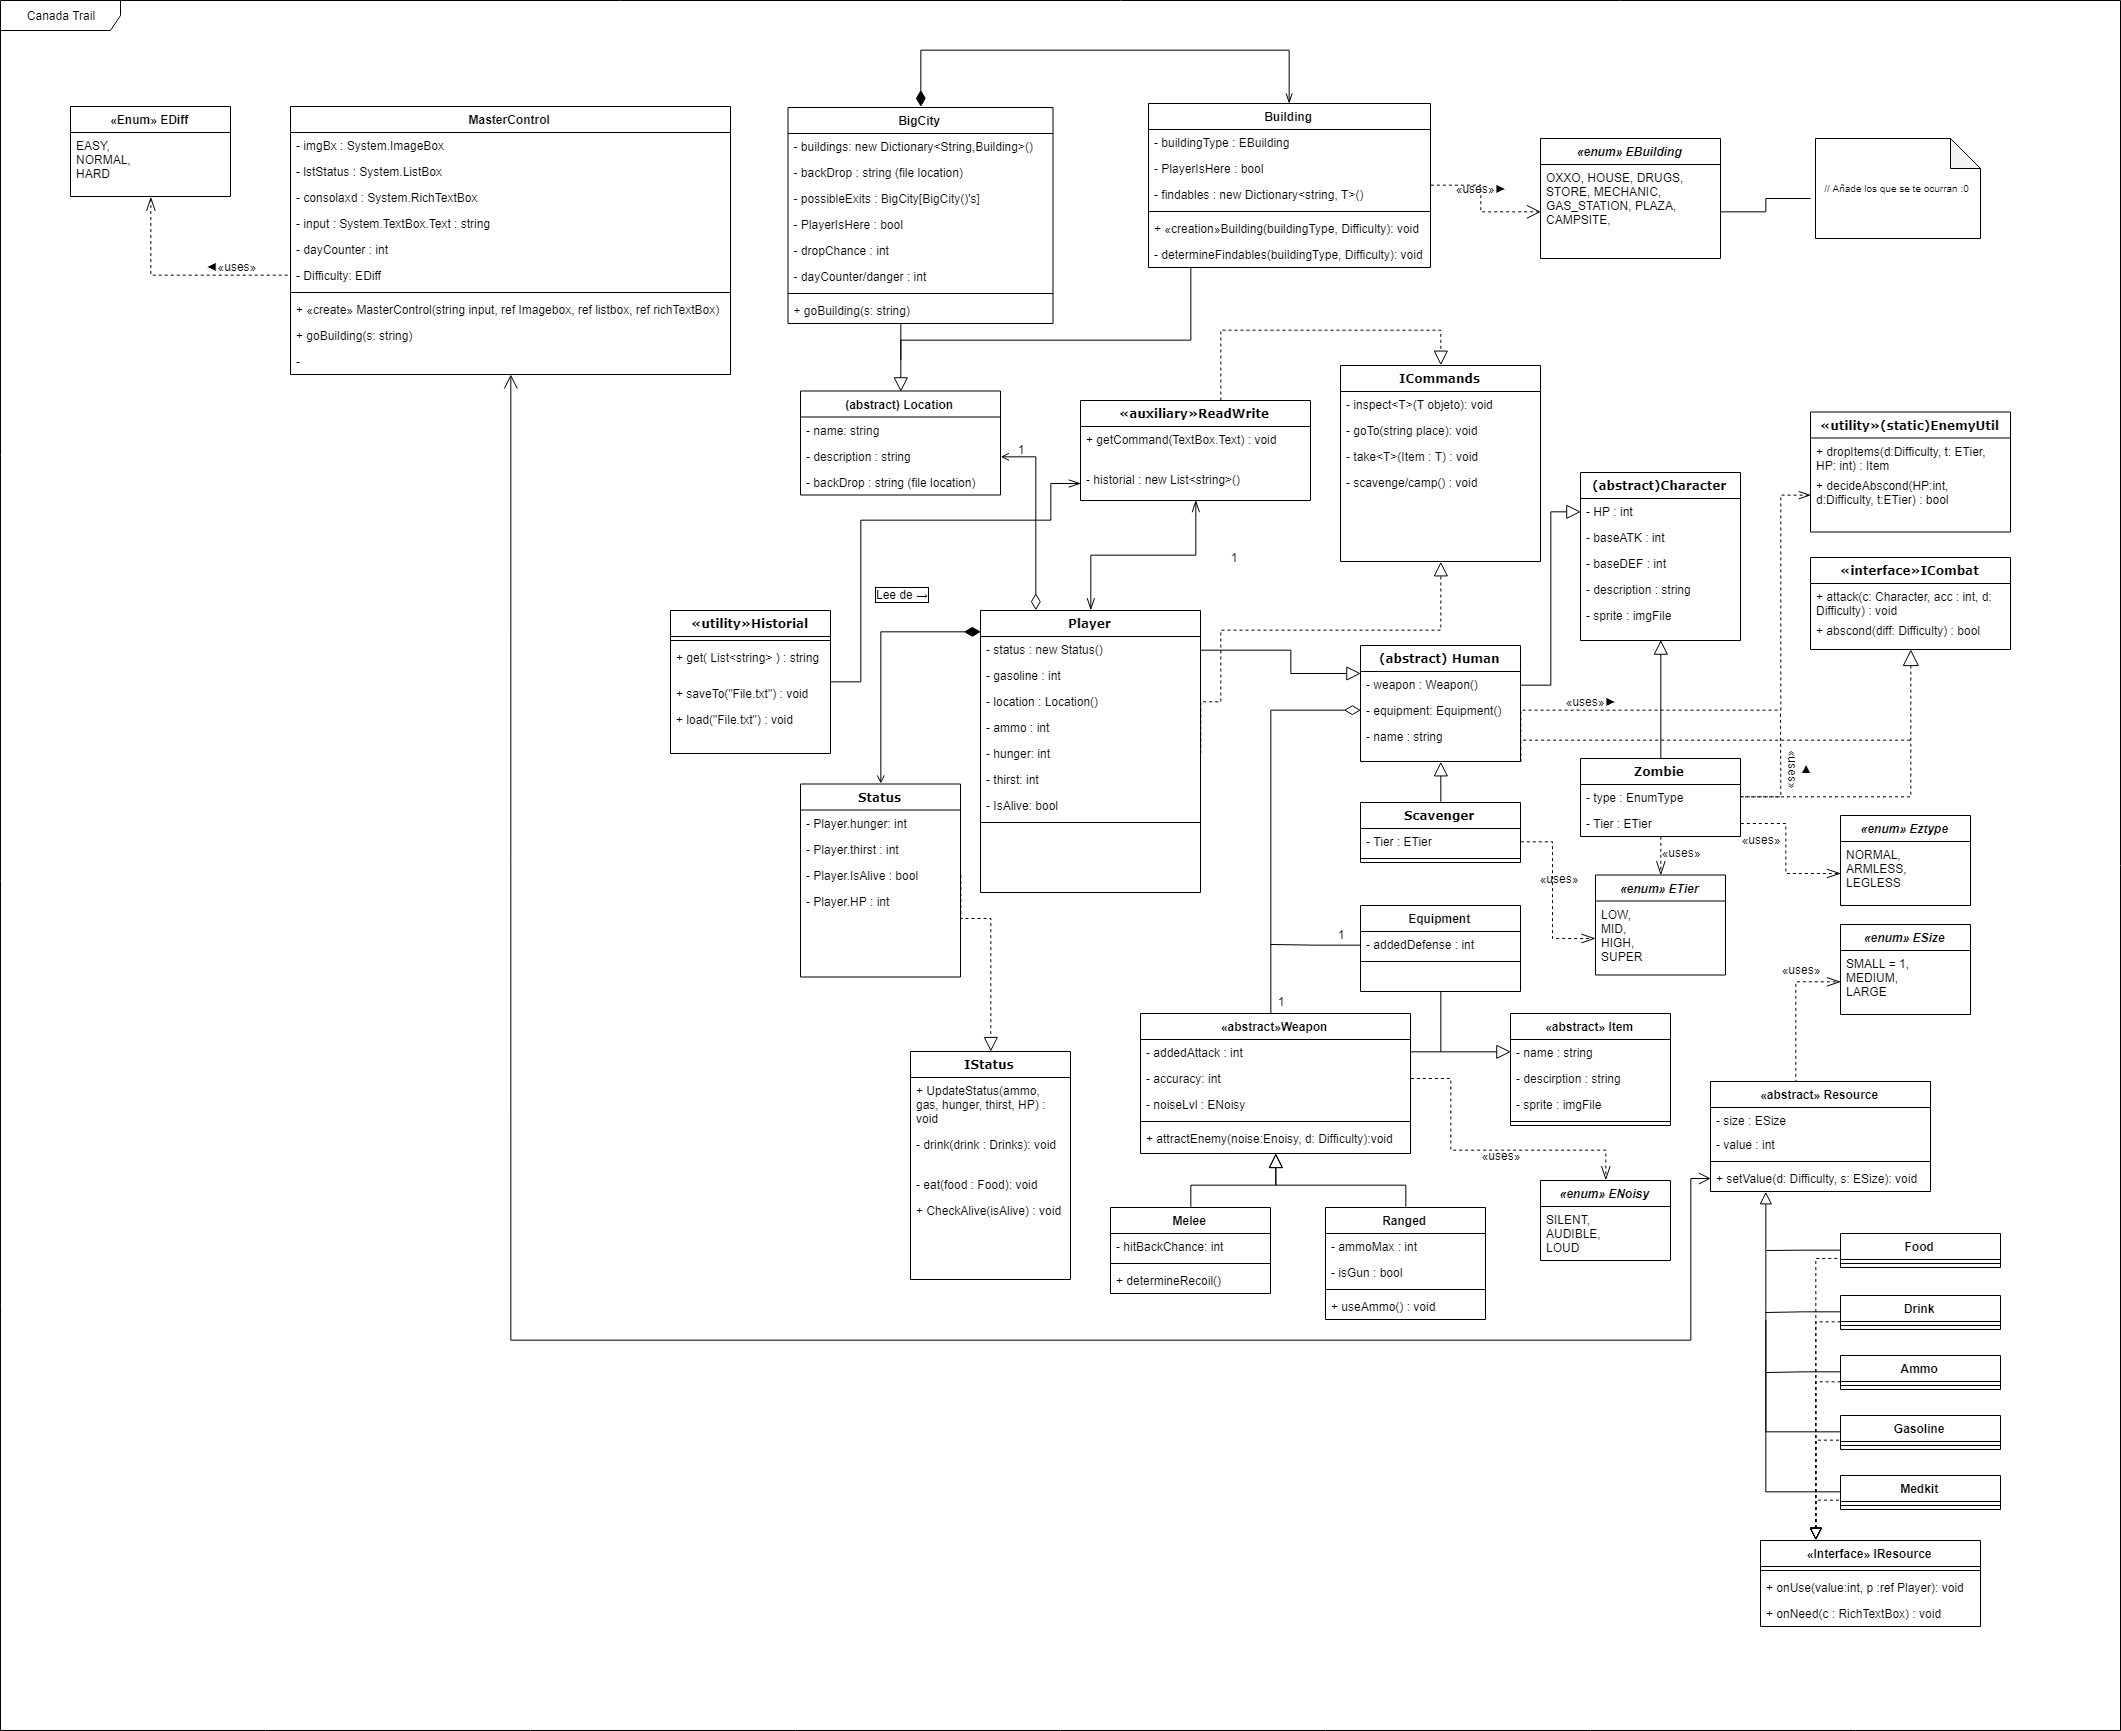 Canada Trail
«Enum» EDiff
EASY,
NORMAL,
HARD
◄«uses»
MasterControl
- imgBx : System.ImageBox
- lstStatus : System.ListBox
- consolaxd : System.RichTextBox
- input : System.TextBox.Text : string
- dayCounter : int
- Difficulty: EDiff
+ «create» MasterControl(string input, ref Imagebox, ref listbox, ref richTextBox)
+ goBuilding(s: string)
-
BigCity
- buildings: new Dictionary<String,Building>()
- backDrop : string (file location)
- possibleExits : BigCity[BigCity()'s]
- PlayerIsHere : bool
- dropChance : int
- dayCounter/danger : int
+ goBuilding(s: string)
Building
- buildingType : EBuilding
- PlayerIsHere : bool
- findables : new Dictionary<string, T>()
+ «creation»Building(buildingType, Difficulty): void
- determineFindables(buildingType, Difficulty): void
«uses»►
«enum» EBuilding
OXXO, HOUSE, DRUGS,
STORE, MECHANIC,
GAS_STATION, PLAZA,
CAMPSITE,
// Añade los que se te ocurran :0
(abstract) Location
- name: string
- description : string
- backDrop : string (file location)
1
«auxiliary»ReadWrite
+ getCommand(TextBox.Text) : void
- historial : new List<string>()
1
ICommands
- inspect<T>(T objeto): void
- goTo(string place): void
- take<T>(Item : T) : void
- scavenge/camp() : void
(abstract)Character
- HP : int
- baseATK : int
- baseDEF : int
- description : string
- sprite : imgFile
«utility»(static)EnemyUtil
+ dropItems(d:Difficulty, t: ETier,
HP: int) : Item
+ decideAbscond(HP:int,
d:Difficulty, t:ETier) : bool
«interface»ICombat
+ attack(c: Character, acc : int, d:
Difficulty) : void
+ abscond(diff: Difficulty) : bool
Lee de →
«utility»Historial
+ get( List<string> ) : string
+ saveTo("File.txt") : void
+ load("File.txt") : void
Player
- status : new Status()
- gasoline : int
- location : Location()
- ammo : int
- hunger: int
- thirst: int
- IsAlive: bool
(abstract) Human
- weapon : Weapon()
- equipment: Equipment()
- name : string
«uses»►
«uses»►
Zombie
- type : EnumType
- Tier : ETier
«uses»
«uses»
Scavenger
- Tier : ETier
«uses»
«enum» Eztype
NORMAL,
ARMLESS,
LEGLESS
«enum» ETier
LOW,
MID,
HIGH,
SUPER
«enum» ESize
SMALL = 1,
MEDIUM,
LARGE
«uses»
Status
- Player.hunger: int
- Player.thirst : int
- Player.IsAlive : bool
- Player.HP : int
Equipment
- addedDefense : int
1
1
IStatus
+ UpdateStatus(ammo,
gas, hunger, thirst, HP) :
void
- drink(drink : Drinks): void
- eat(food : Food): void
+ CheckAlive(isAlive) : void
«abstract»Weapon
- addedAttack : int
- accuracy: int
- noiseLvl : ENoisy
+ attractEnemy(noise:Enoisy, d: Difficulty):void
«abstract» Item
- name : string
- descirption : string
- sprite : imgFile
«uses»
«enum» ENoisy
SILENT,
AUDIBLE,
LOUD
Melee
- hitBackChance: int
+ determineRecoil()
Ranged
- ammoMax : int
- isGun : bool
+ useAmmo() : void
«abstract» Resource
- size : ESize
- value : int
+ setValue(d: Difficulty, s: ESize): void
Food
Drink
Ammo
Gasoline
Medkit
«Interface» IResource
+ onUse(value:int, p :ref Player): void
+ onNeed(c : RichTextBox) : void